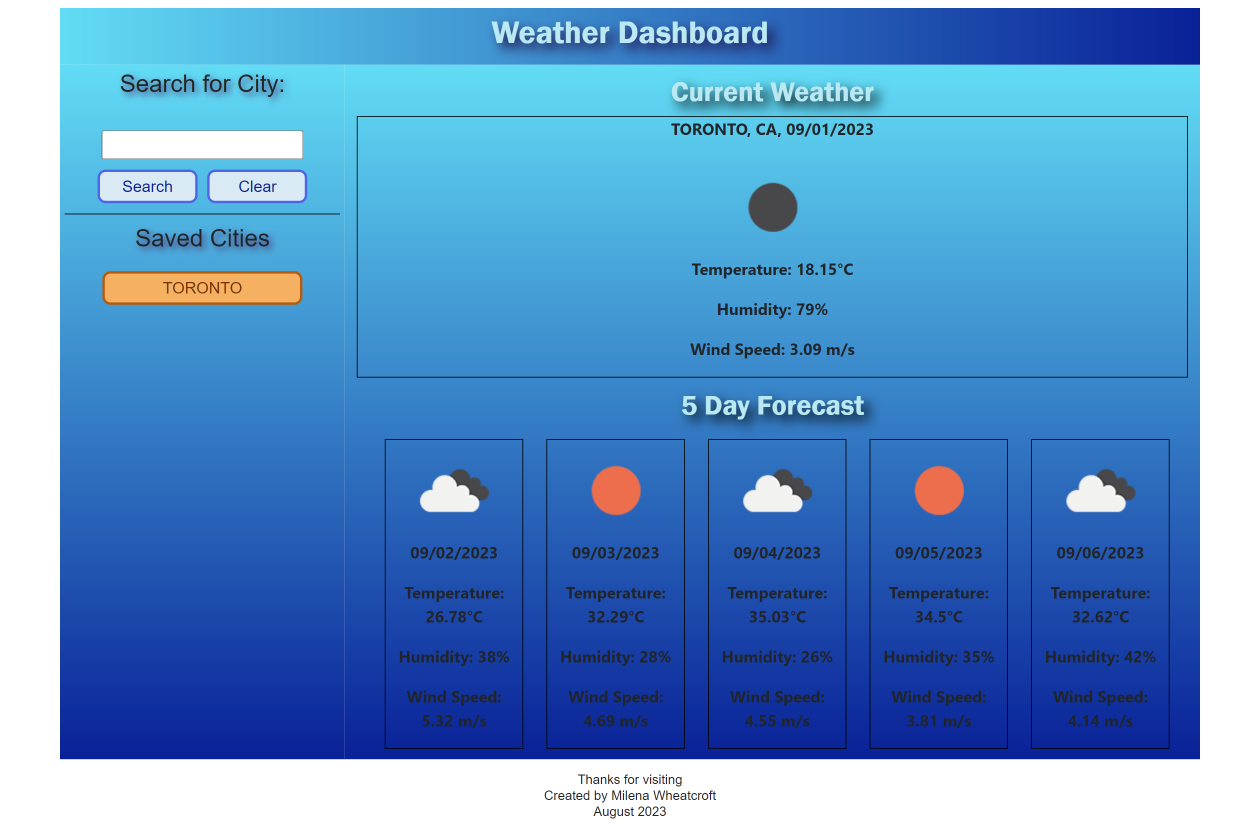 Weather Dashboard
Search for City:
Search
Clear
Saved Cities
TORONTO
Current Weather
TORONTO, CA, 09/01/2023
Temperature: 18.15°C
Humidity: 79%
Wind Speed: 3.09 m/s
5 Day Forecast
09/02/2023
Temperature:
26.78°C
Humidity: 38%
Wind Speed:
5.32 m/s
09/03/2023
Temperature:
32.29°C
Humidity: 28%
Wind Speed:
4.69 m/s
09/04/2023
Temperature:
35.03°C
Humidity: 26%
Wind Speed:
4.55 m/s
09/05/2023
Temperature:
34.5°C
Humidity: 35%
Wind Speed:
3.81 m/s
09/06/2023
Temperature:
32.62°C
Humidity: 42%
Wind Speed:
4.14 m/s
Thanks for visiting
Created by Milena Wheatcroft
August 2023